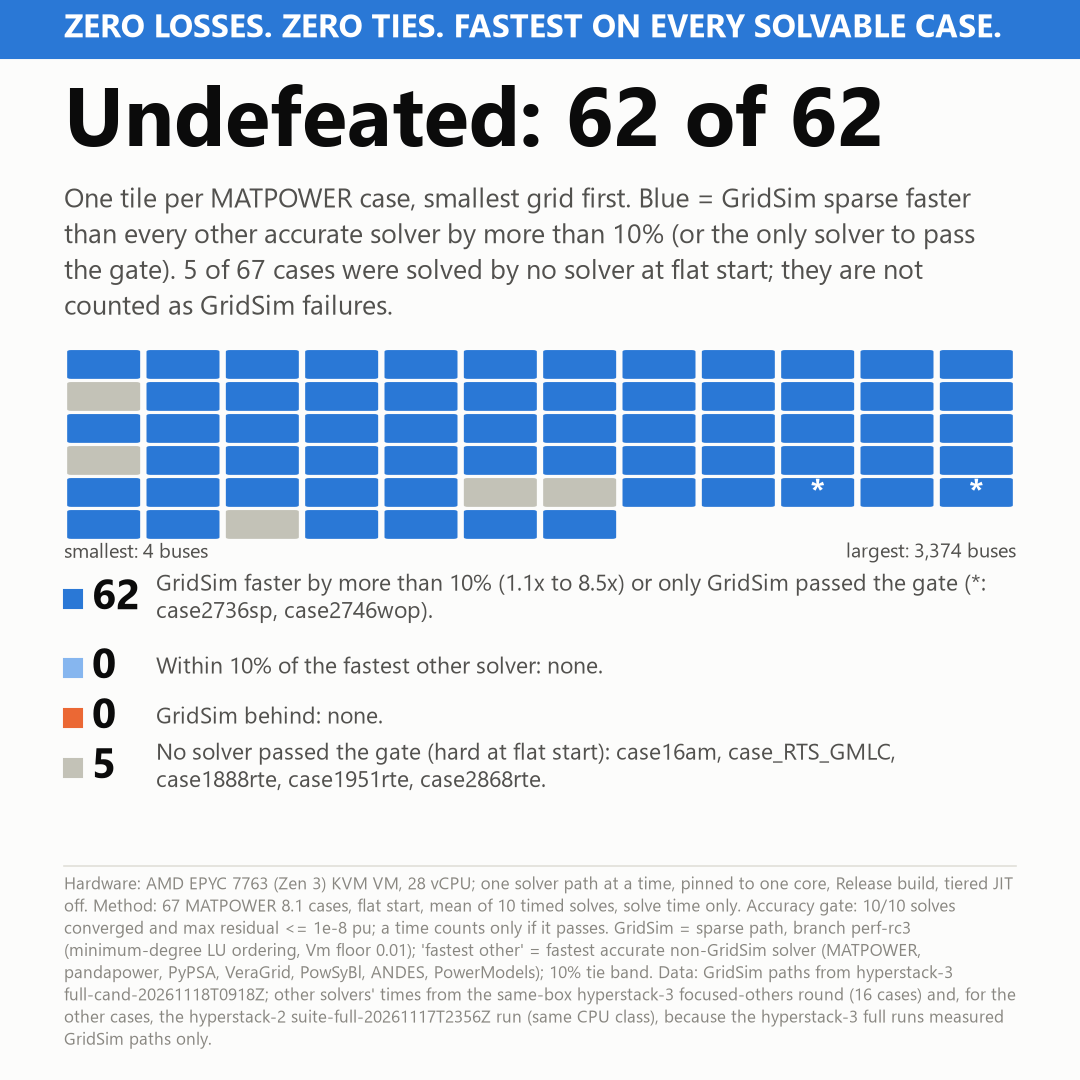 ZERO LOSSES. ZERO TIES. FASTEST ON EVERY SOLVABLE CASE.
Undefeated: 62 of 62
One tile per MATPOWER case, smallest grid first. Blue = GridSim sparse faster
than every other accurate solver by more than 10% (or the only solver to pass
the gate). 5 of 67 cases were solved by no solver at flat start; they are not
counted as GridSim failures.
* *
smallest: 4 buses largest: 3,374 buses
62 GridSim faster by more than 10% (1.1x to 8.5x) or only GridSim passed the gate (*:
case2736sp, case2746wop).
0 Within 10% of the fastest other solver: none.
0 GridSim behind: none.
5 No solver passed the gate (hard at flat start): case16am, case_RTS_GMLC,
case1888rte, case1951rte, case2868rte.
Hardware: AMD EPYC 7763 (Zen 3) KVM VM, 28 vCPU; one solver path at a time, pinned to one core, Release build, tiered JIT
off. Method: 67 MATPOWER 8.1 cases, flat start, mean of 10 timed solves, solve time only. Accuracy gate: 10/10 solves
converged and max residual <= 1e-8 pu; a time counts only if it passes. GridSim = sparse path, branch perf-rc3
(minimum-degree LU ordering, Vm floor 0.01); 'fastest other' = fastest accurate non-GridSim solver (MATPOWER,
pandapower, PyPSA, VeraGrid, PowSyBl, ANDES, PowerModels); 10% tie band. Data: GridSim paths from hyperstack-3
full-cand-20261118T0918Z; other solvers' times from the same-box hyperstack-3 focused-others round (16 cases) and, for the
other cases, the hyperstack-2 suite-full-20261117T2356Z run (same CPU class), because the hyperstack-3 full runs measured
GridSim paths only.